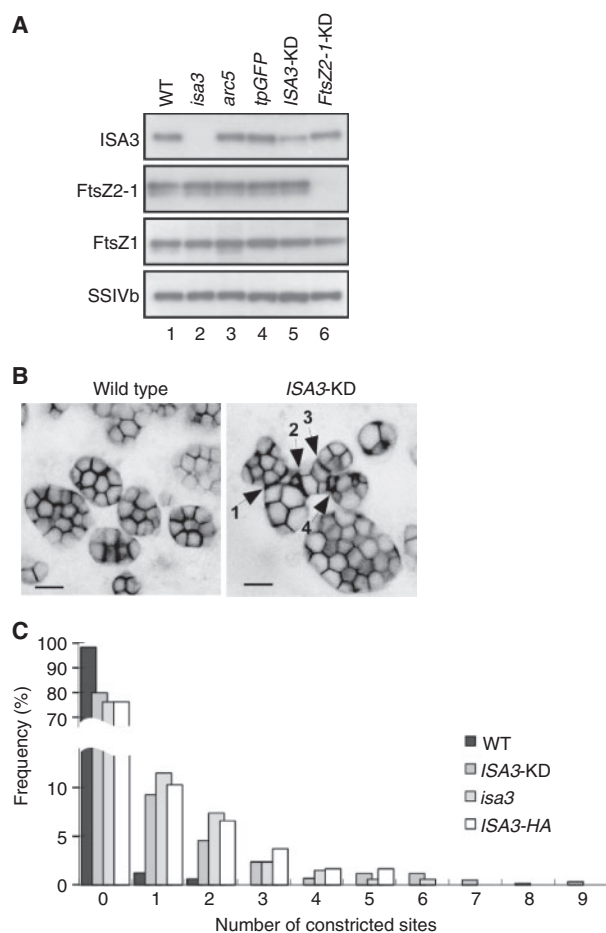 A
WT
isa3
arc5
tpGFP
ISA3-KD
FtsZ2-1-KD
ISA3
FtsZ2-1
FtsZ1
SSIVb
1 2 3 4 5 6
B
Wild type
ISA3-KD
1
2
3
4
C
Frequency (%)
100
90
80
70
10
5
0
WT
ISA3-KD
isa3
ISA3-HA
0 1 2 3 4 5 6 7 8 9
Number of constricted sites